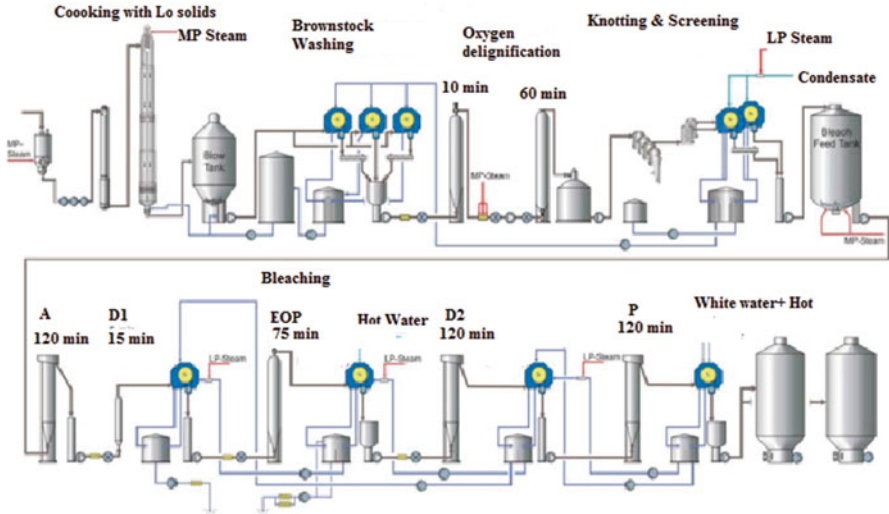 Coooking with Lo solids
MP Steam
Brownstock
Washing
Oxygen
delignification
Knotting & Screening
LP Steam
Condensate
10 min
60 min
MP-
Steam
Blow
Tank
MP-Steam
Bleach
Feed Tank
MP-Steam
Bleaching
A
120 min
D1
15 min
EOP
75 min
Hot Water
D2
120 min
P
120 min
White water+ Hot
LP-Steam
LP-Steam
LP-Steam